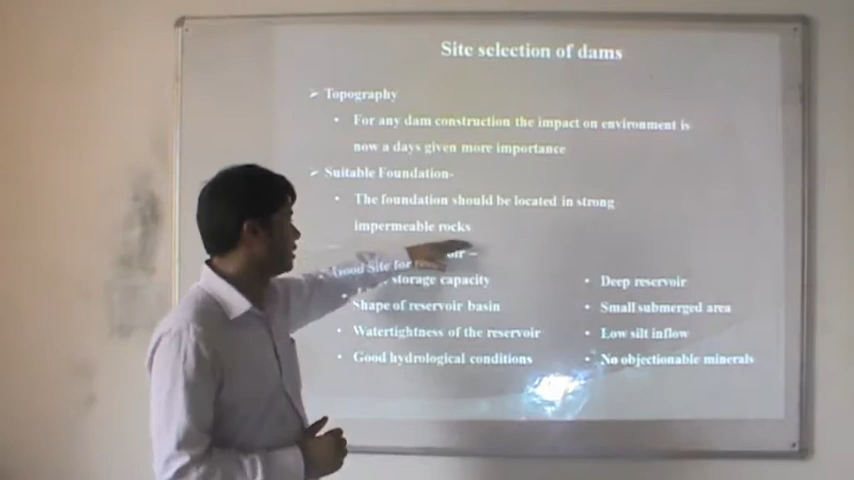 Site selection of dams
➢ Topography
• For any dam construction the impact on environment is
now a days given more importance
➢ Suitable Foundation-
• The foundation should be located in strong
impermeable rocks
Good Site for
storage capacity
Shape of reservoir basin
• Watertightness of the reservoir
• Good hydrological conditions
• Deep reservoir
• Small submerged area
• Low silt inflow
• No objectionable minerals